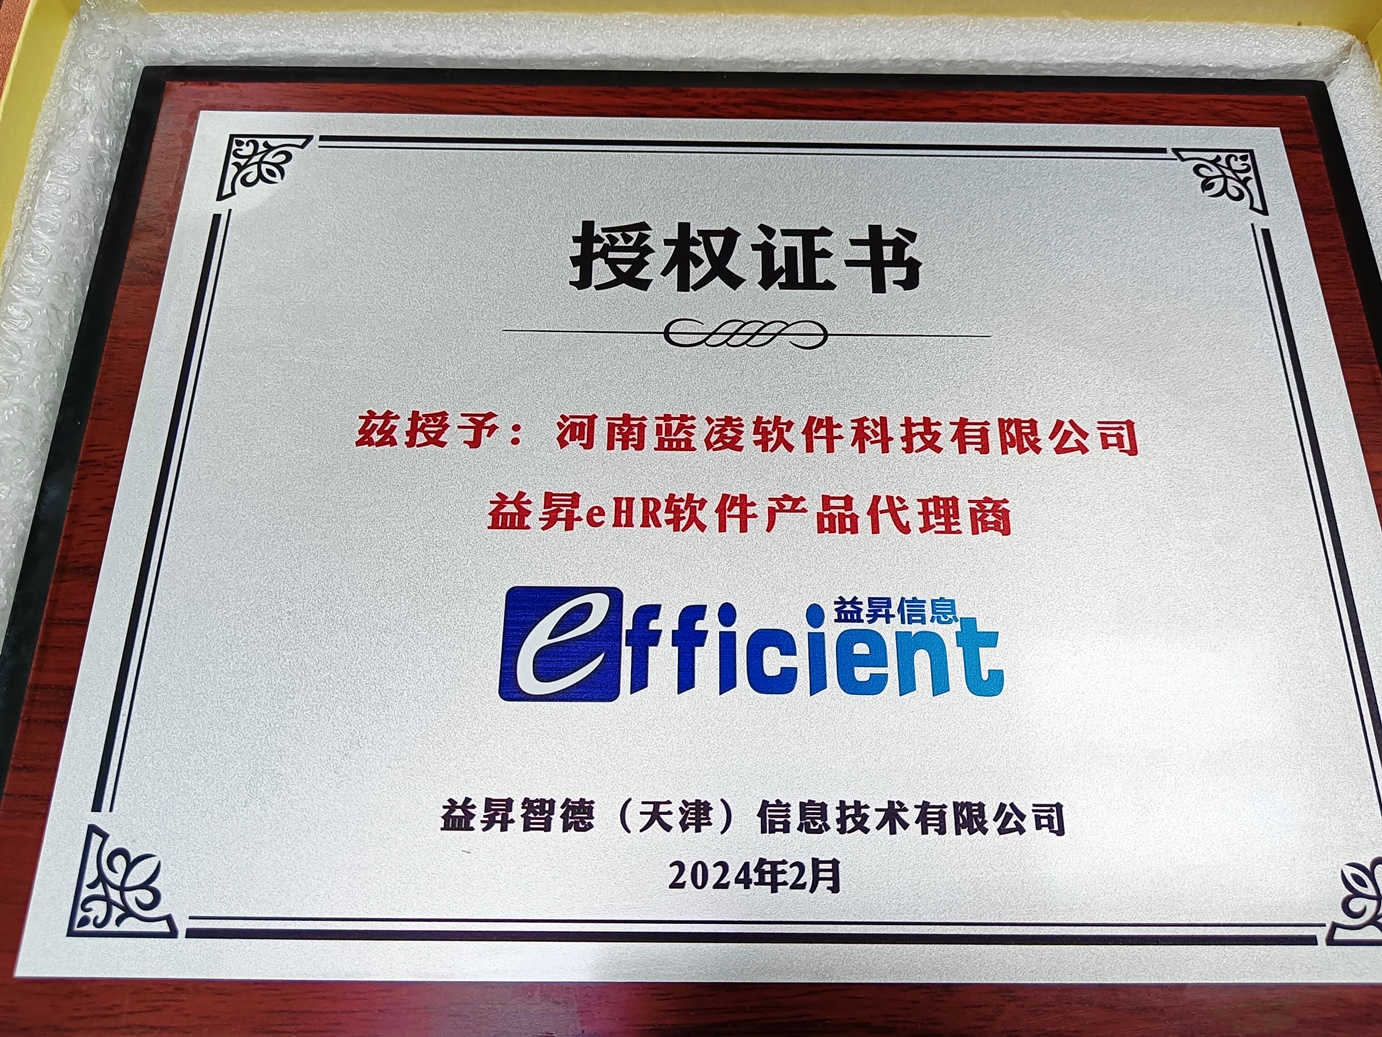 授权证书
兹授予：河南蓝凌软件科技有限公司
益昇eHR软件产品代理商
益昇信息
efficient
益昇智德（天津）信息技术有限公司
2024年2月